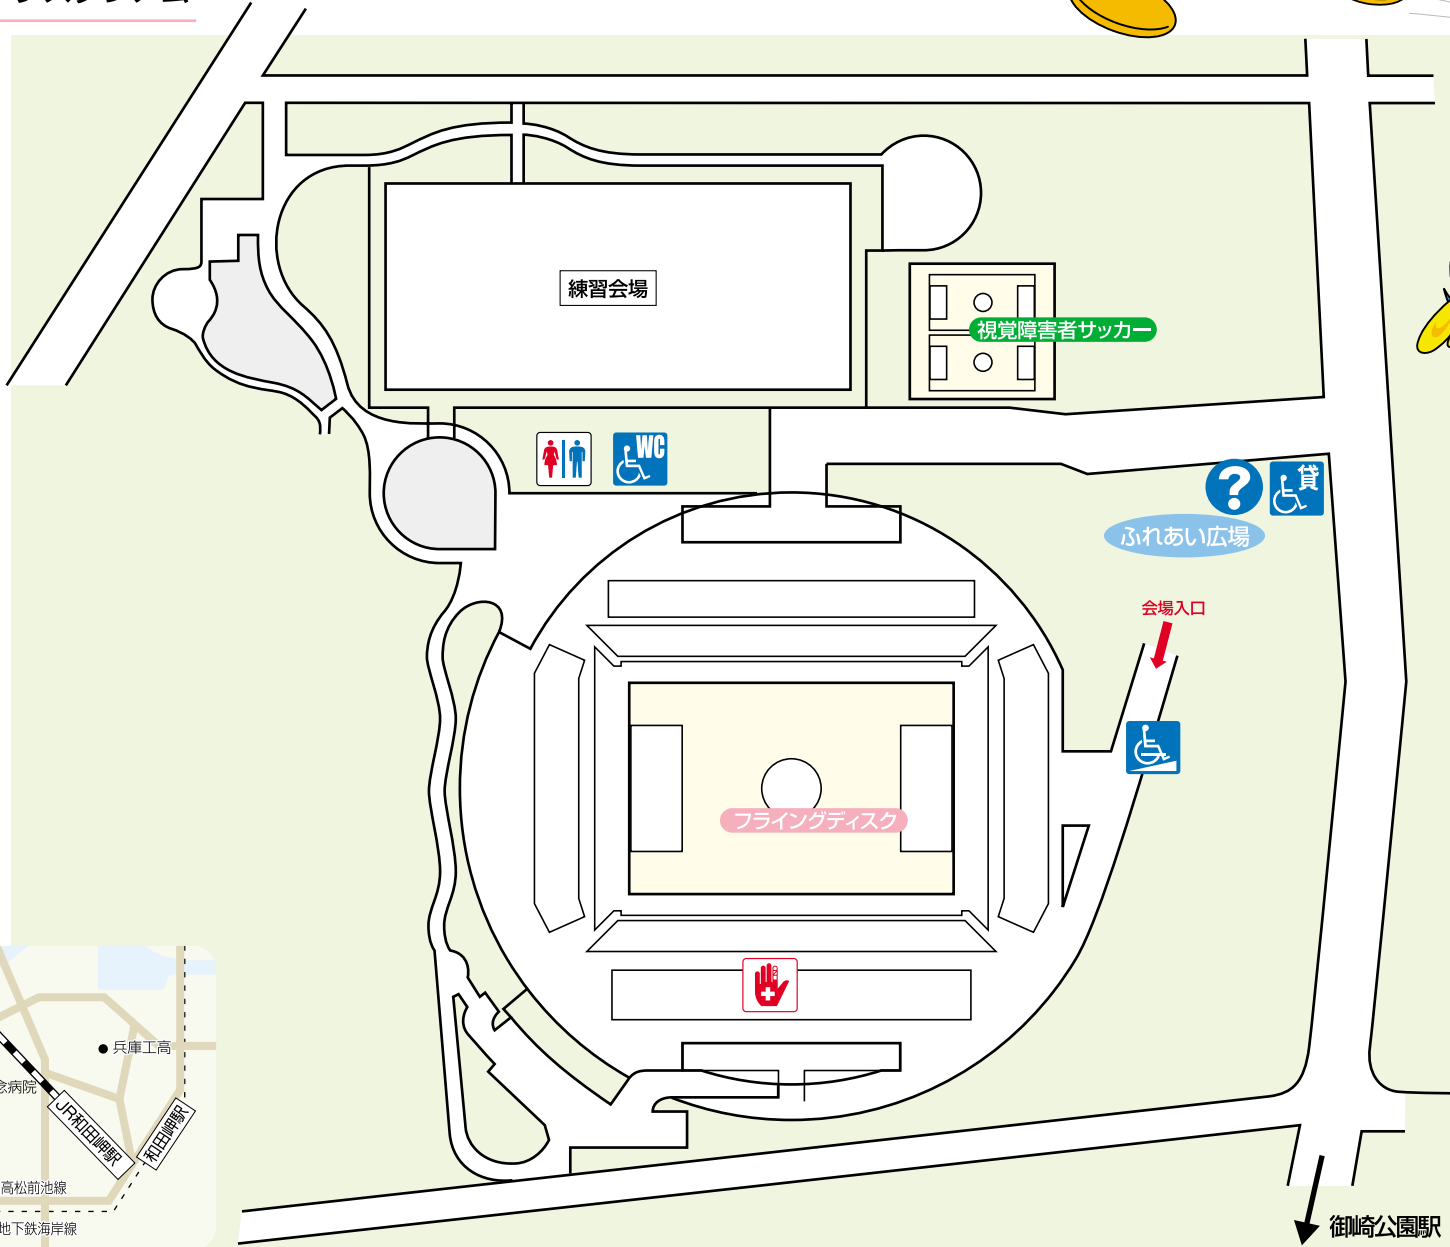 練習会場
視覚障害者サッカー
WC
貸
?
ふれあい広場
会場入口
フライングディスク
兵庫工高
念病院
JR和田岬駅
和田岬駅
高松前池線
地下鉄海岸線
御崎公園駅